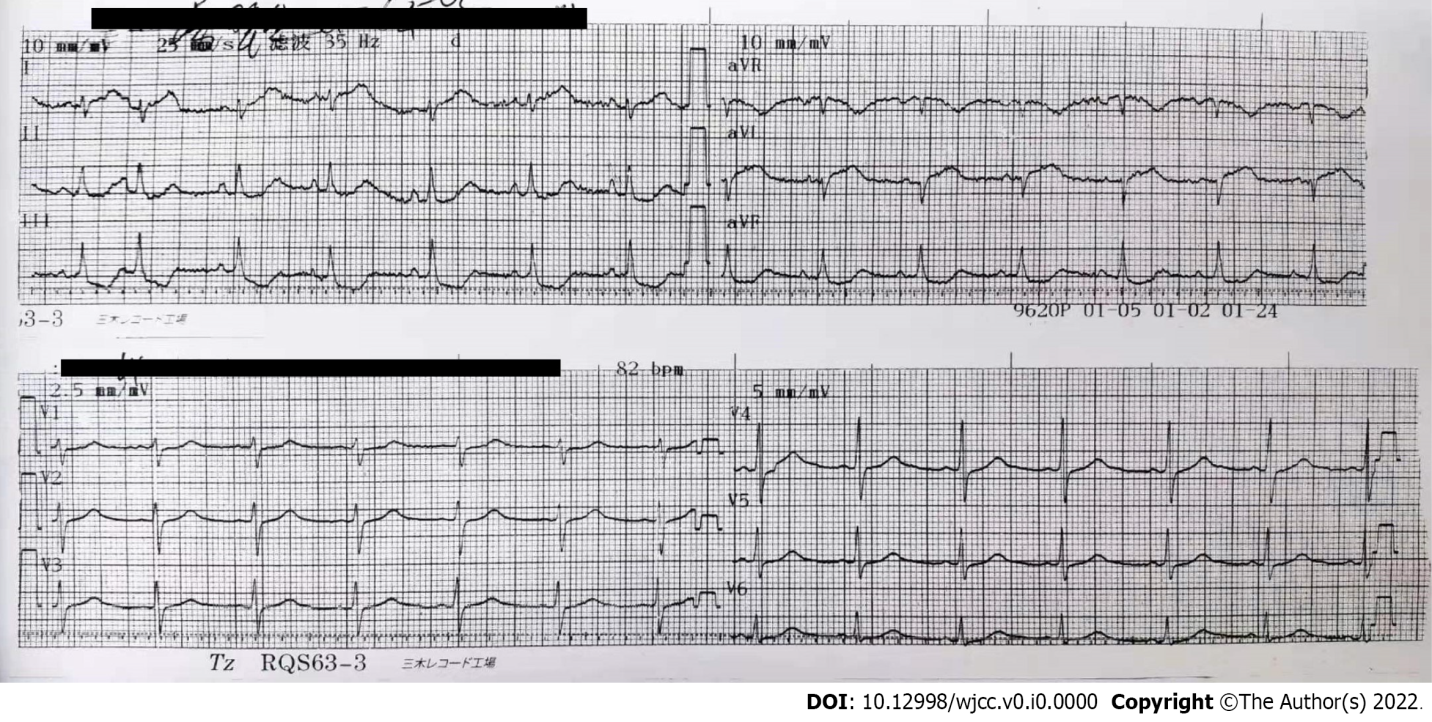 10 mm/mV 25 mm/s 滤波 35 Hz d
10 mm/mV
I
aVR
II
aVL
III
aVF
63-3 三木レコード工場
9620P 01-05 01-02 01-24
82 bpm
2.5 mm/mV
5 mm/mV
V1
V4
V2
V5
V3
V6
Tz RQS63-3 三木レコード工場
DOI: 10.12998/wjcc.v0.i0.0000 Copyright ©The Author(s) 2022.